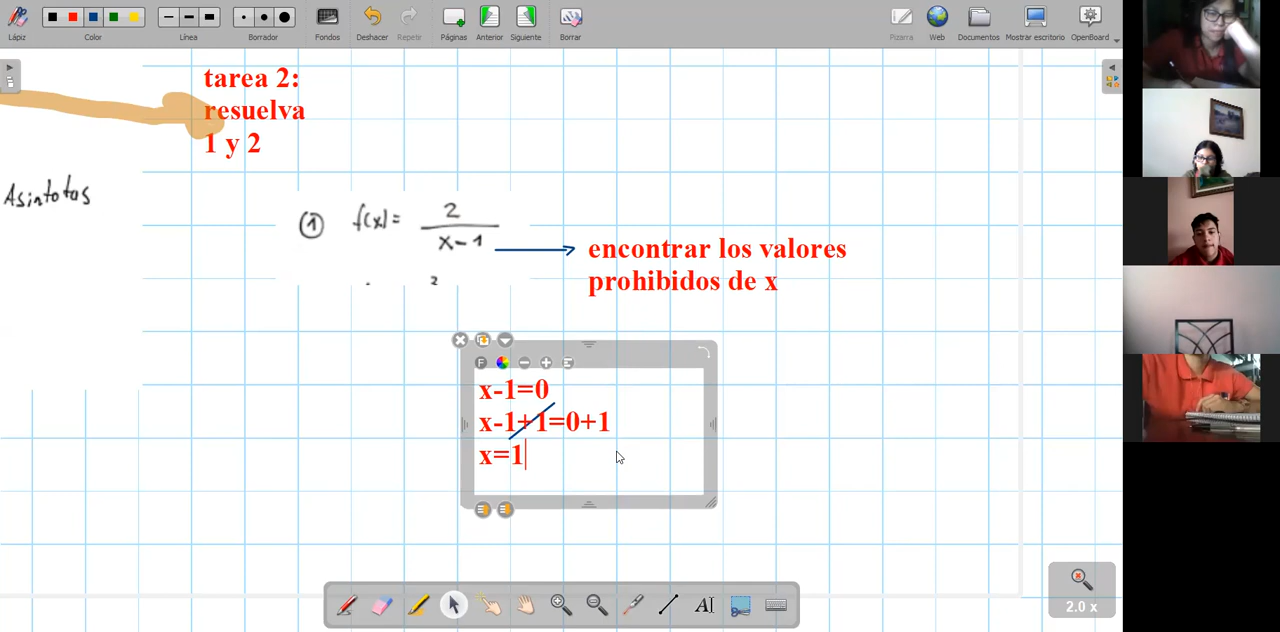 Lápiz
Color
Línea
Borrador
Fondos
Deshacer
Repetir
Páginas
Anterior
Siguiente
Borrar
Pizarra
Web
Documentos
Mostrar escritorio
OpenBoard
tarea 2:
resuelva
1 y 2
Asintotas
① f(x)= 2
x-1
encontrar los valores
prohibidos de x
F
x-1=0
x-1+1=0+1
x=1
2.0 x